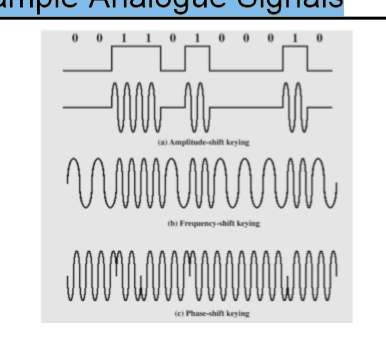 ample Analogue Signals
0 0 1 1 0 1 0 0 0 1 0
(a) Amplitude-shift keying
(b) Frequency-shift keying
(c) Phase-shift keying